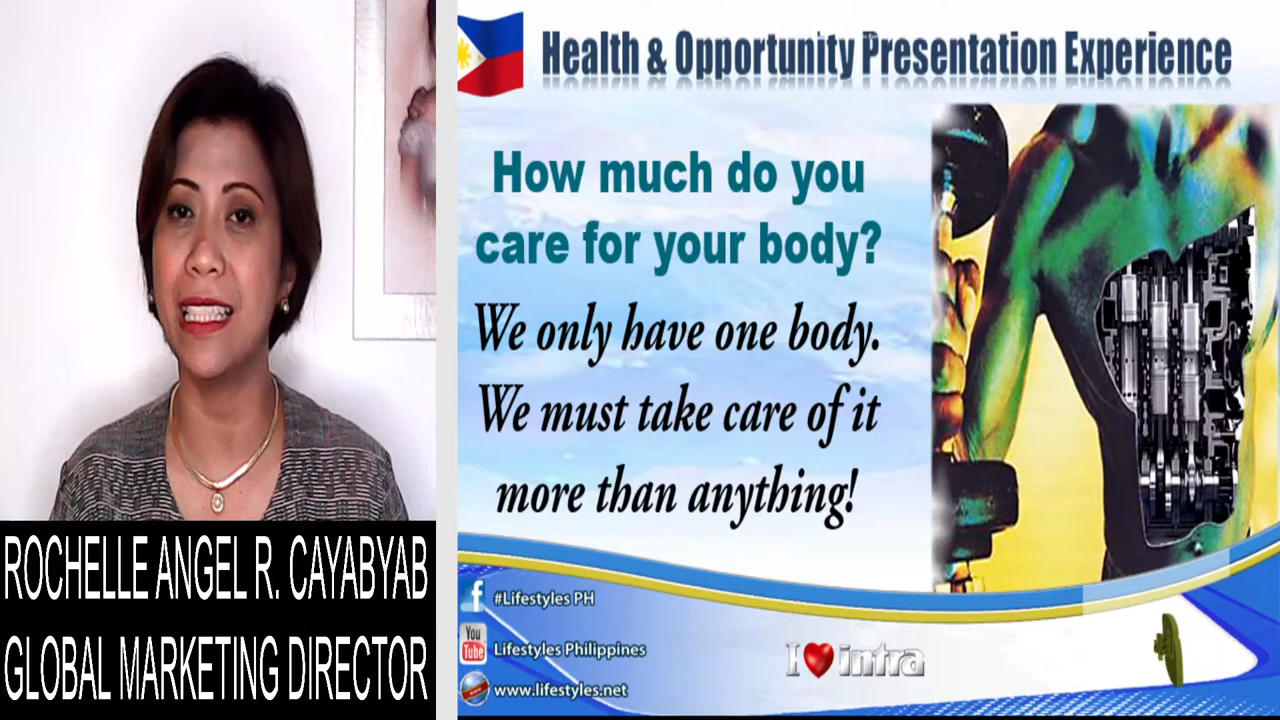 ROCHELLE ANGEL R. CAYABYAB
GLOBAL MARKETING DIRECTOR
Health & Opportunity Presentation Experience
How much do you
care for your body?
We only have one body.
We must take care of it
more than anything!
f #Lifestyles PH
You Tube Lifestyles Philippines
www.lifestyles.net
I ❤ intra